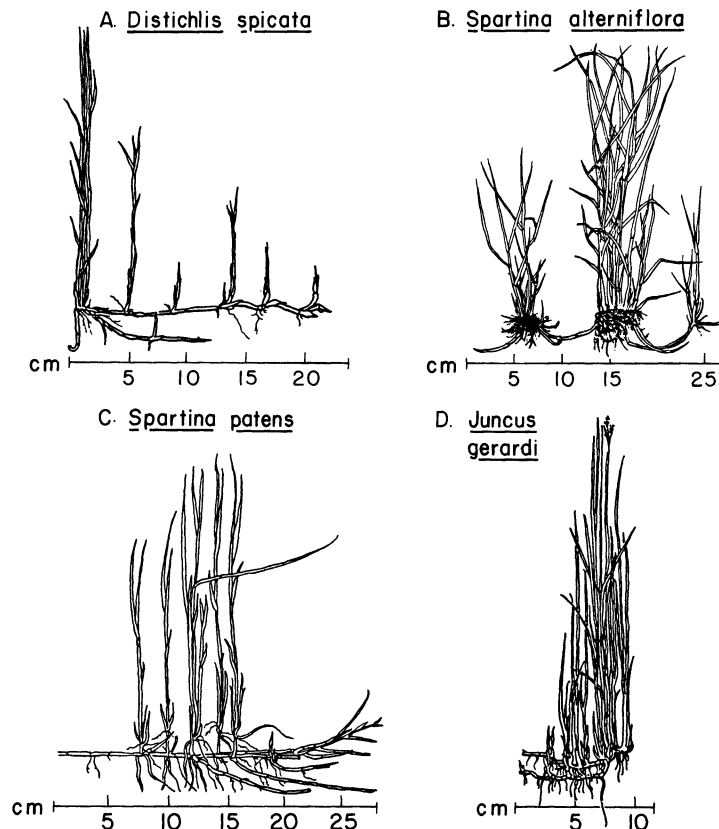 A. Distichlis spicata
B. Spartina alterniflora
cm 5 10 15 20
cm 5 10 15 25
C. Spartina patens
D. Juncus
gerardi
cm 5 10 15 20 25
cm 5 10